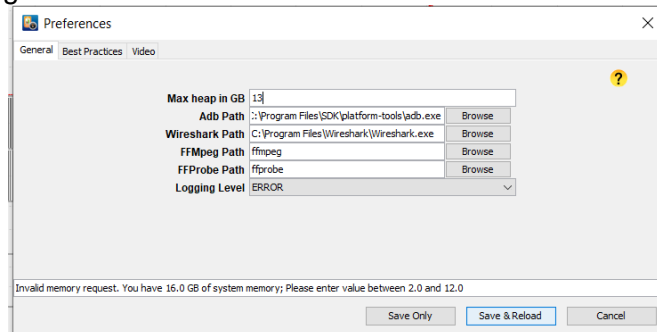 Preferences
General Best Practices Video
Max heap in GB 13
Adb Path :\Program Files\SDK\platform-tools\adb.exe Browse
Wireshark Path C:\Program Files\Wireshark\Wireshark.exe Browse
FFMpeg Path ffmpeg Browse
FFProbe Path ffprobe Browse
Logging Level ERROR
Invalid memory request. You have 16.0 GB of system memory; Please enter value between 2.0 and 12.0
Save Only Save & Reload Cancel